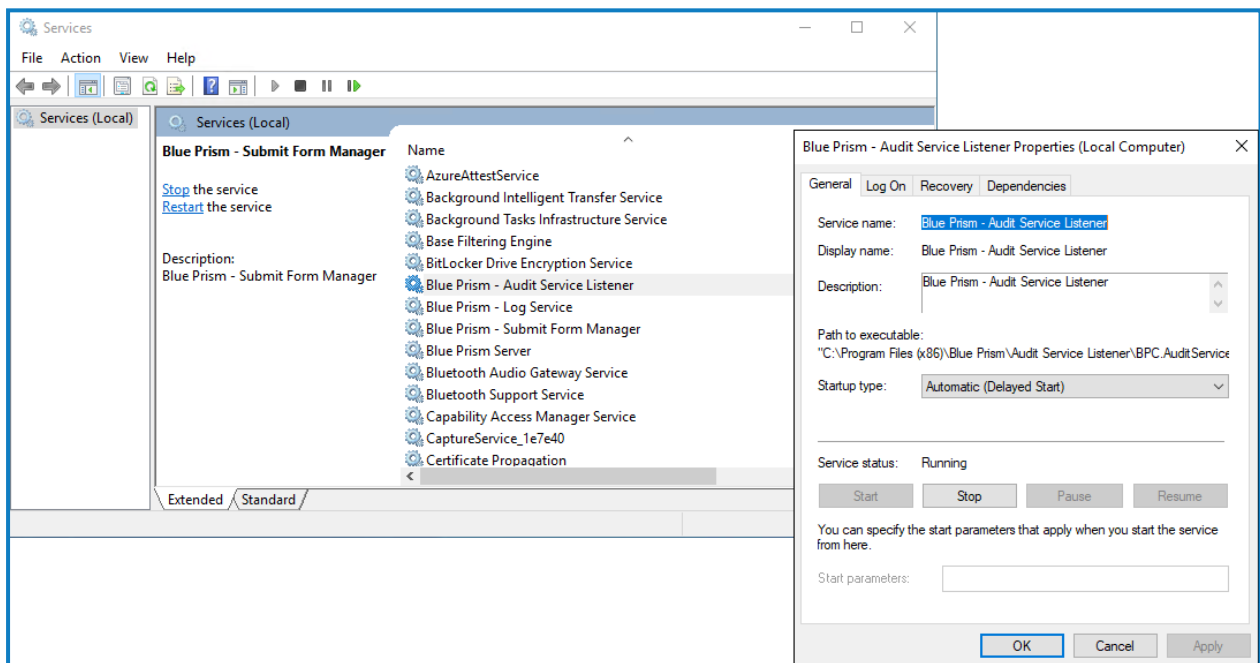 Services
File Action View Help
Services (Local)
Services (Local)
Blue Prism - Submit Form Manager
Stop the service
Restart the service
Description:
Blue Prism - Submit Form Manager
Name
AzureAttestService
Background Intelligent Transfer Service
Background Tasks Infrastructure Service
Base Filtering Engine
BitLocker Drive Encryption Service
Blue Prism - Audit Service Listener
Blue Prism - Log Service
Blue Prism - Submit Form Manager
Blue Prism Server
Bluetooth Audio Gateway Service
Bluetooth Support Service
Capability Access Manager Service
CaptureService_1e7e40
Certificate Propagation
Extended Standard
Blue Prism - Audit Service Listener Properties (Local Computer)
General Log On Recovery Dependencies
Service name: Blue Prism - Audit Service Listener
Display name: Blue Prism - Audit Service Listener
Description: Blue Prism - Audit Service Listener
Path to executable:
"C:\Program Files (x86)\Blue Prism\Audit Service Listener\BPC.AuditService
Startup type: Automatic (Delayed Start)
Service status: Running
Start Stop Pause Resume
You can specify the start parameters that apply when you start the service
from here.
Start parameters:
OK Cancel Apply